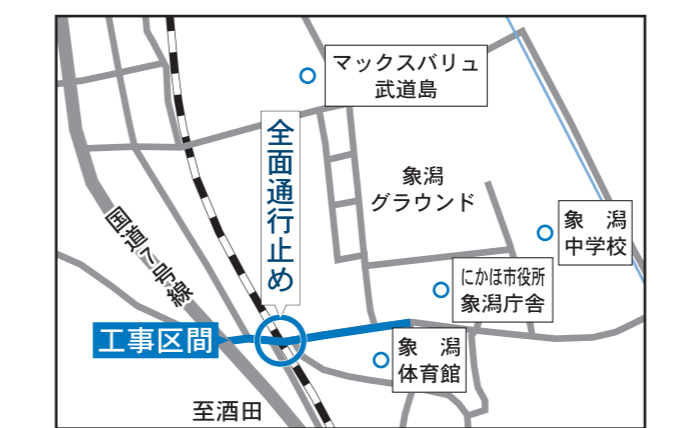 マックスバリュ
武道島
全面通行止め
象潟
グラウンド
象　潟
中学校
国道7号線
にかほ市役所
象潟庁舎
工事区間
象　潟
体育館
至酒田